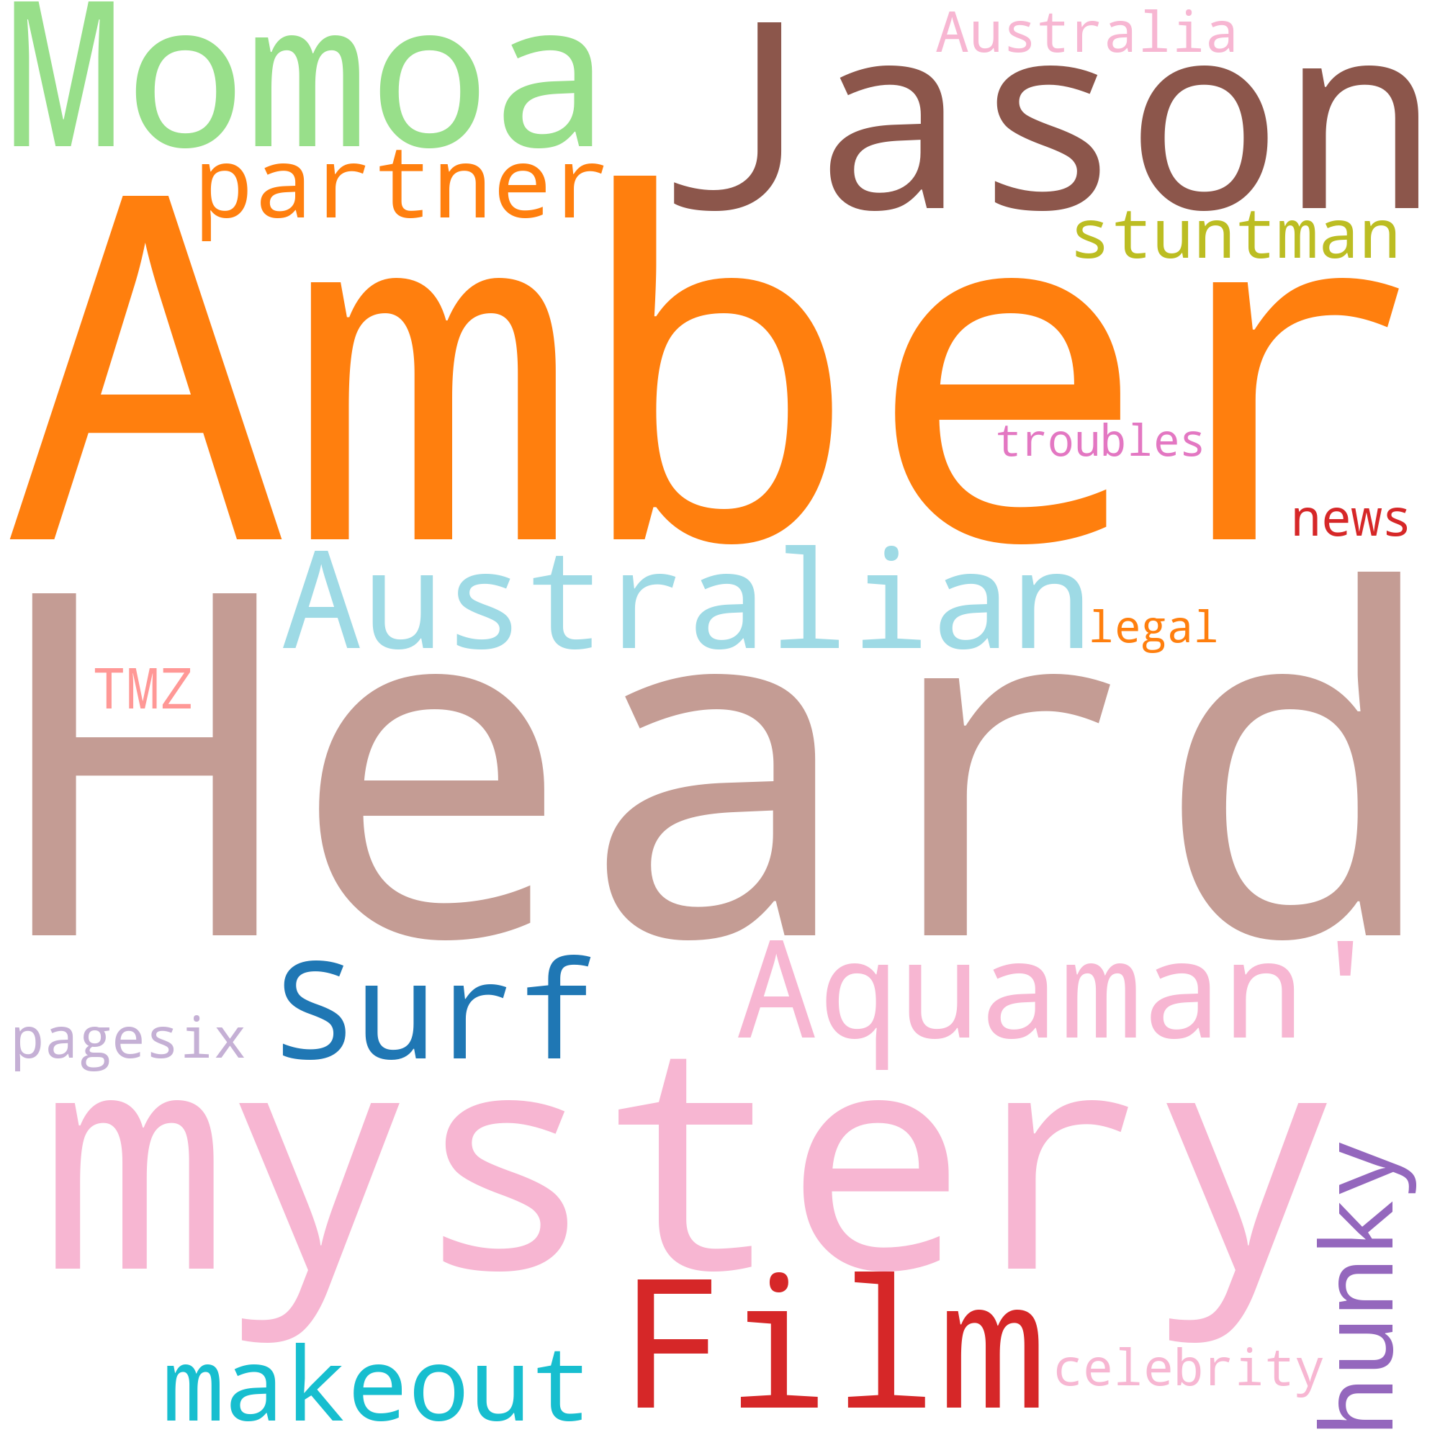 Momoa
Australia
Jason
partner
stuntman
Amber
troubles
news
Australian
legal
Heard
TMZ
Surf
Aquaman'
pagesix
mystery
hunky
Film
makeout
celebrity